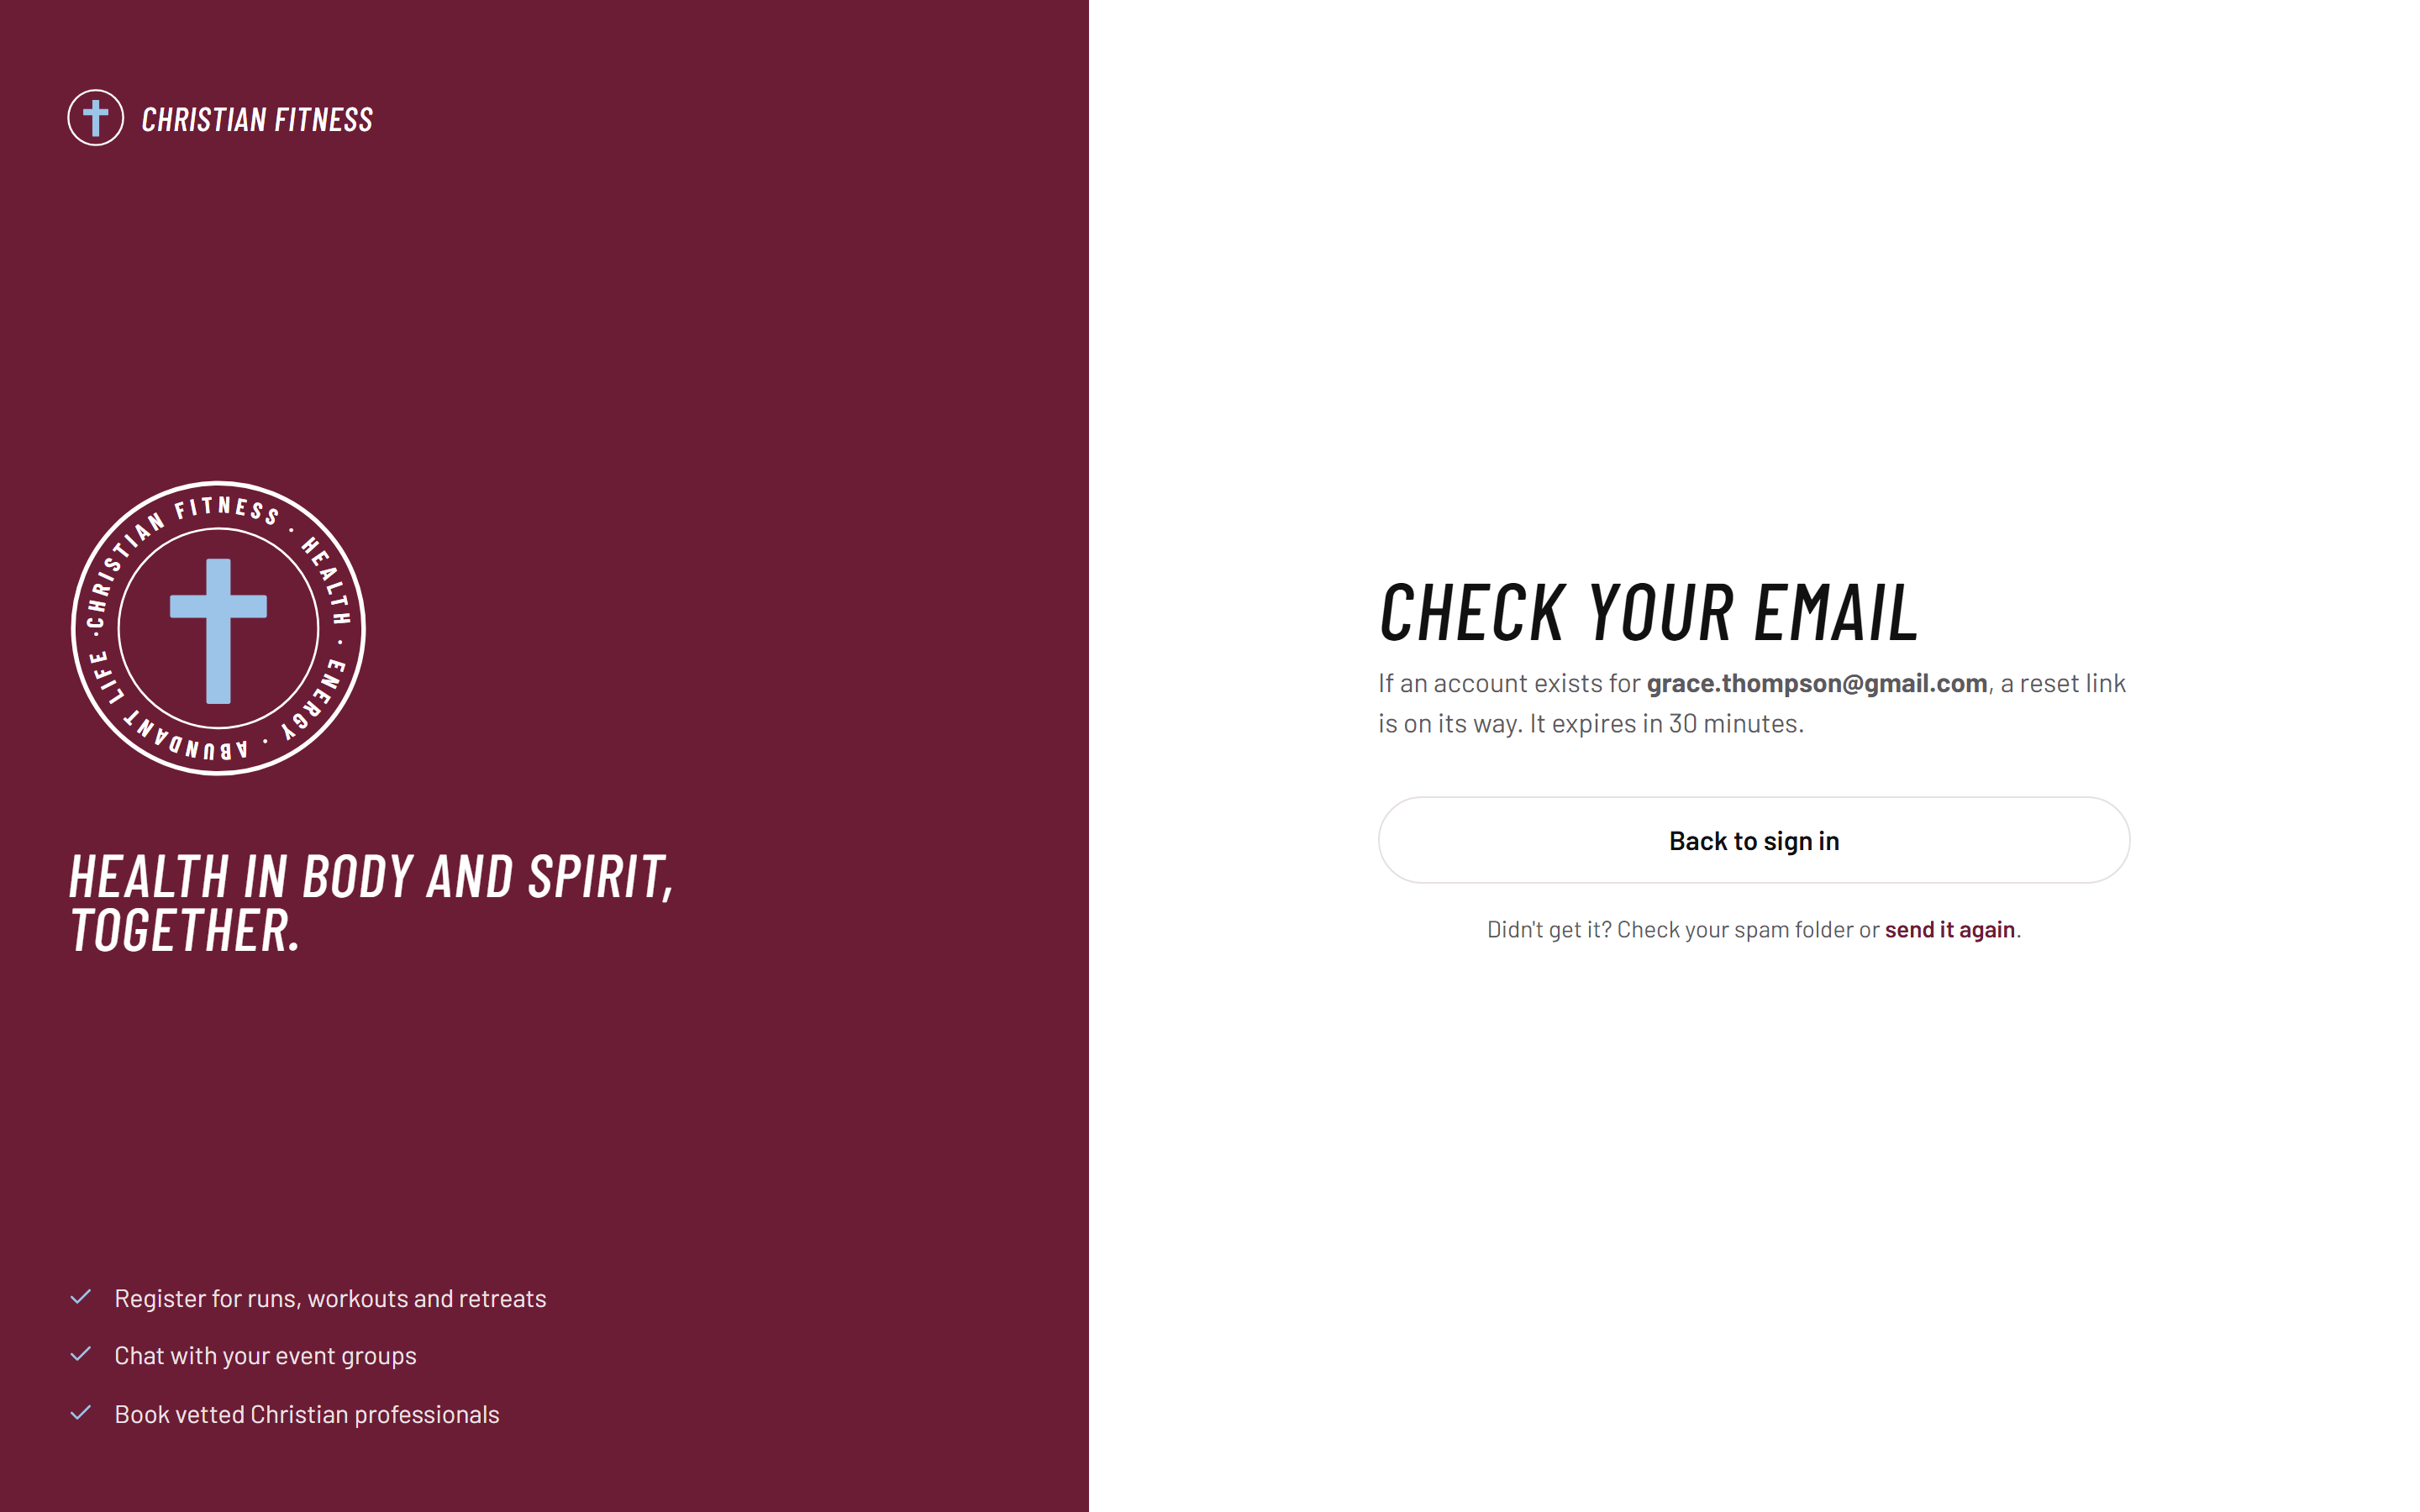 CHRISTIAN FITNESS
CHRISTIAN FITNESS · HEALTH · ENERGY · ABUNDANT LIFE ·
HEALTH IN BODY AND SPIRIT,
TOGETHER.
Register for runs, workouts and retreats
Chat with your event groups
Book vetted Christian professionals
CHECK YOUR EMAIL
If an account exists for grace.thompson@gmail.com, a reset link
is on its way. It expires in 30 minutes.
Back to sign in
Didn't get it? Check your spam folder or send it again.